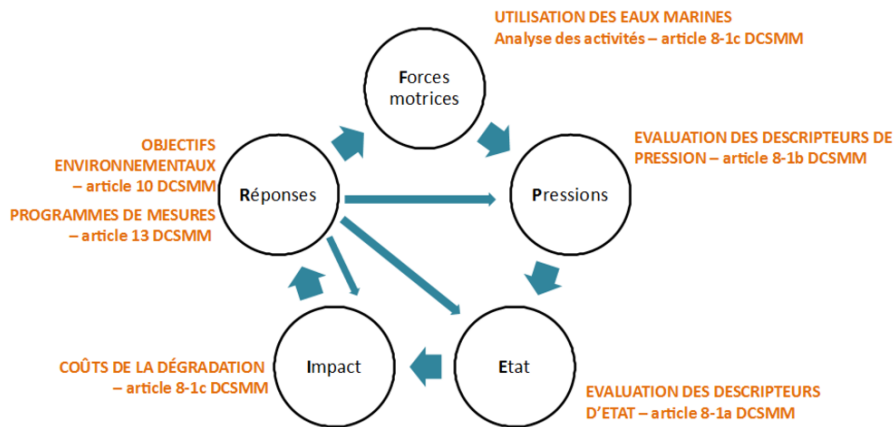 UTILISATION DES EAUX MARINES
Analyse des activités – article 8-1c DCSMM
Forces
motrices
OBJECTIFS
ENVIRONNEMENTAUX
– article 10 DCSMM
PROGRAMMES DE MESURES
– article 13 DCSMM
Réponses
Pressions
EVALUATION DES DESCRIPTEURS DE
PRESSION – article 8-1b DCSMM
COÛTS DE LA DÉGRADATION
– article 8-1c DCSMM
Impact
Etat
EVALUATION DES DESCRIPTEURS
D'ETAT – article 8-1a DCSMM